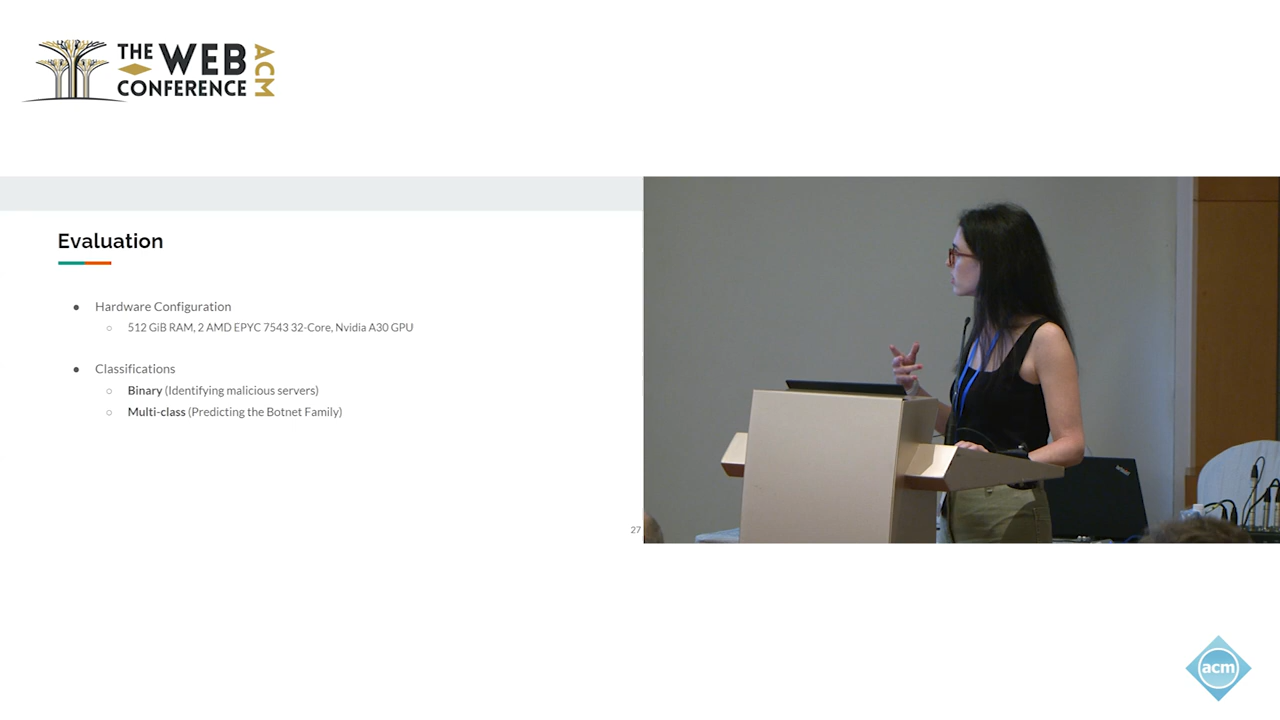 THE WEB CONFERENCE ACM
Evaluation
● Hardware Configuration
○ 512 GiB RAM, 2 AMD EPYC 7543 32-Core, Nvidia A30 GPU
● Classifications
○ Binary (Identifying malicious servers)
○ Multi-class (Predicting the Botnet Family)
27
acm